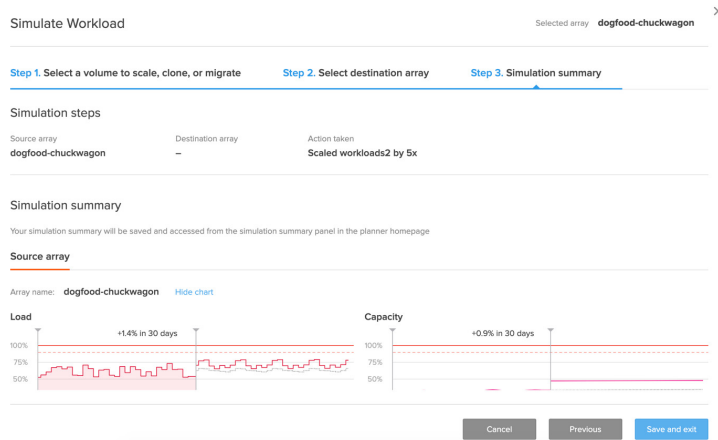 Simulate Workload
Selected array dogfood-chuckwagon
Step 1. Select a volume to scale, clone, or migrate Step 2. Select destination array Step 3. Simulation summary
Simulation steps
Source array Destination array Action taken
dogfood-chuckwagon – Scaled workloads2 by 5x
Simulation summary
Your simulation summary will be saved and accessed from the simulation summary panel in the planner homepage
Source array
Array name: dogfood-chuckwagon Hide chart
Load Capacity
+1.4% in 30 days +0.9% in 30 days
100% 100%
75% 75%
50% 50%
Cancel Previous Save and exit